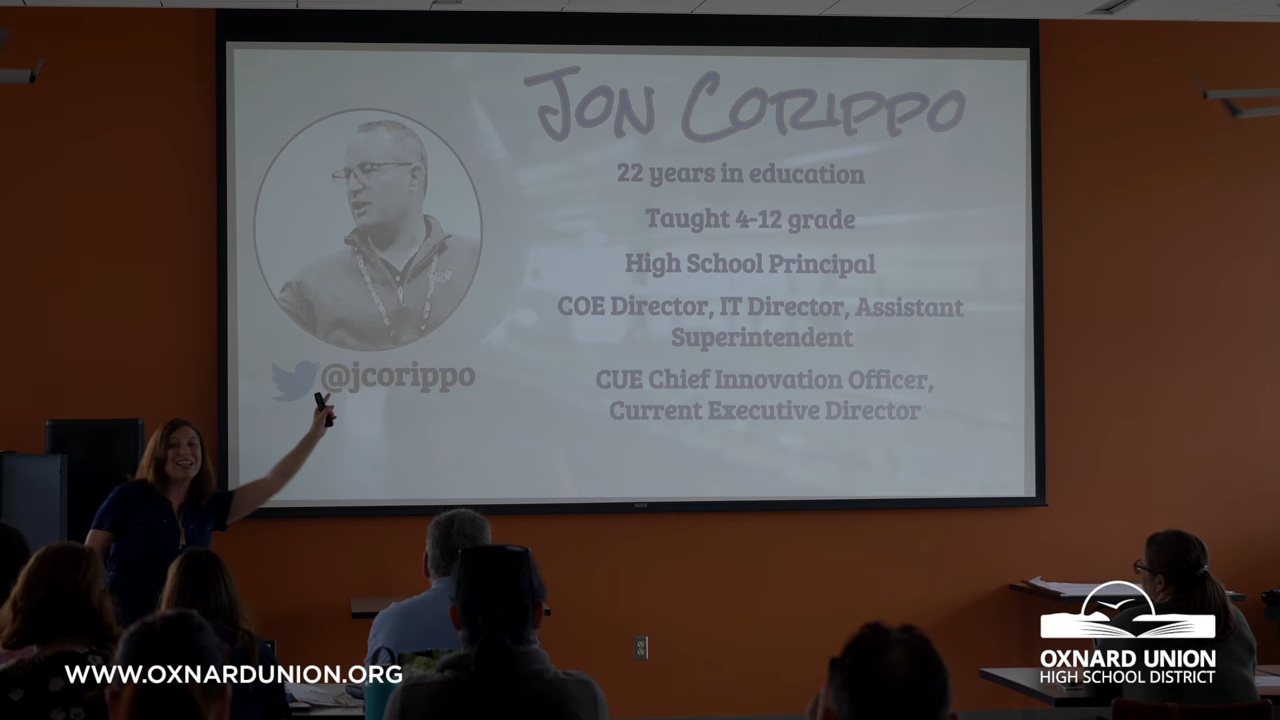 JON CORIPPO
22 years in education
Taught 4-12 grade
High School Principal
COE Director, IT Director, Assistant
Superintendent
CUE Chief Innovation Officer,
Current Executive Director
@jcorippo
WWW.OXNARDUNION.ORG
OXNARD UNION
HIGH SCHOOL DISTRICT